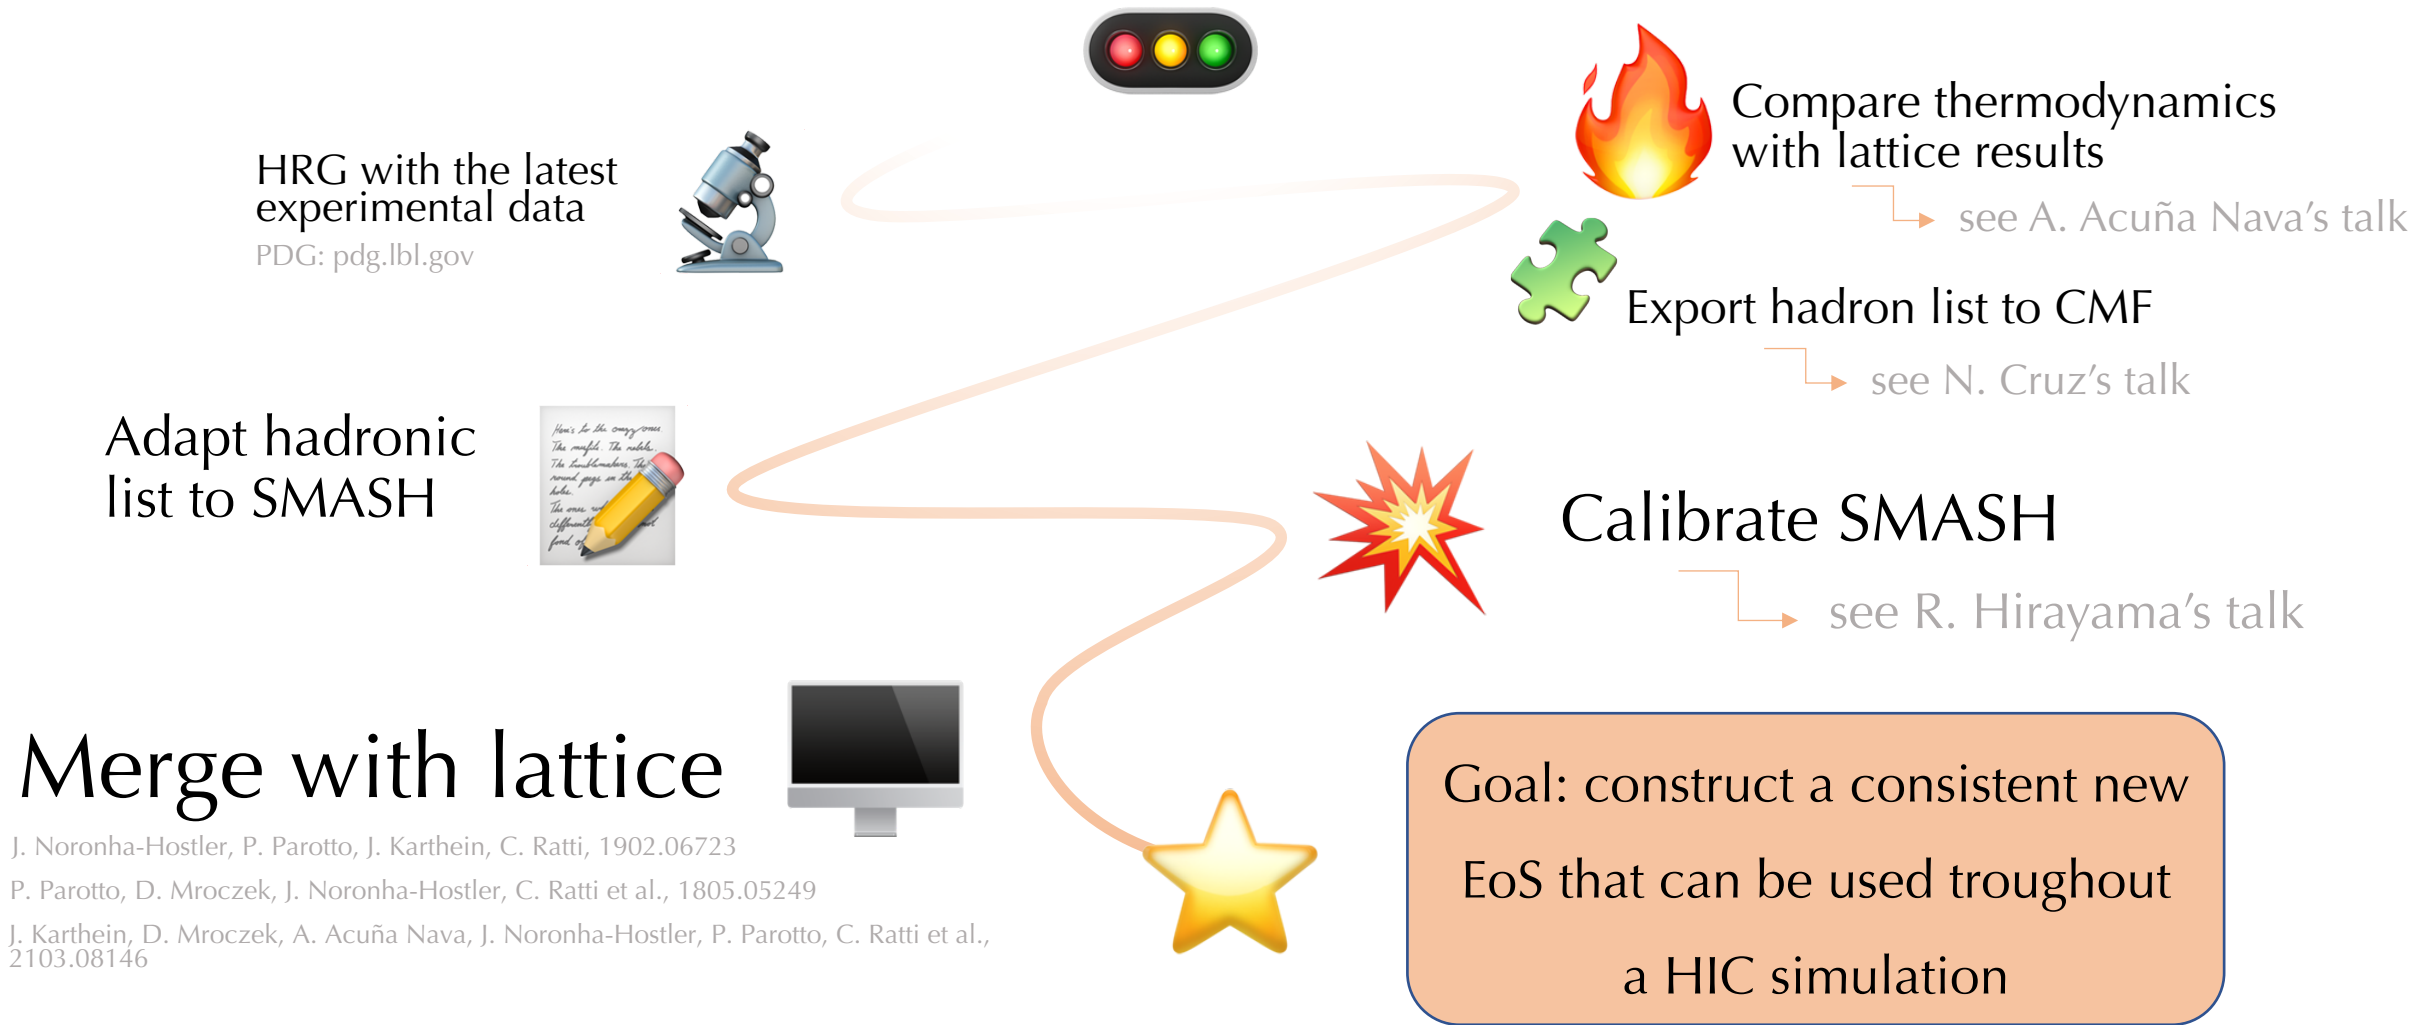 HRG with the latest
experimental data
PDG: pdg.lbl.gov
Compare thermodynamics
with lattice results
see A. Acuña Nava’s talk
Export hadron list to CMF
see N. Cruz’s talk
Adapt hadronic
list to SMASH
Calibrate SMASH
see R. Hirayama’s talk
Merge with lattice
J. Noronha-Hostler, P. Parotto, J. Karthein, C. Ratti, 1902.06723
P. Parotto, D. Mroczek, J. Noronha-Hostler, C. Ratti et al., 1805.05249
J. Karthein, D. Mroczek, A. Acuña Nava, J. Noronha-Hostler, P. Parotto, C. Ratti et al.,
2103.08146
Goal: construct a consistent new
EoS that can be used troughout
a HIC simulation